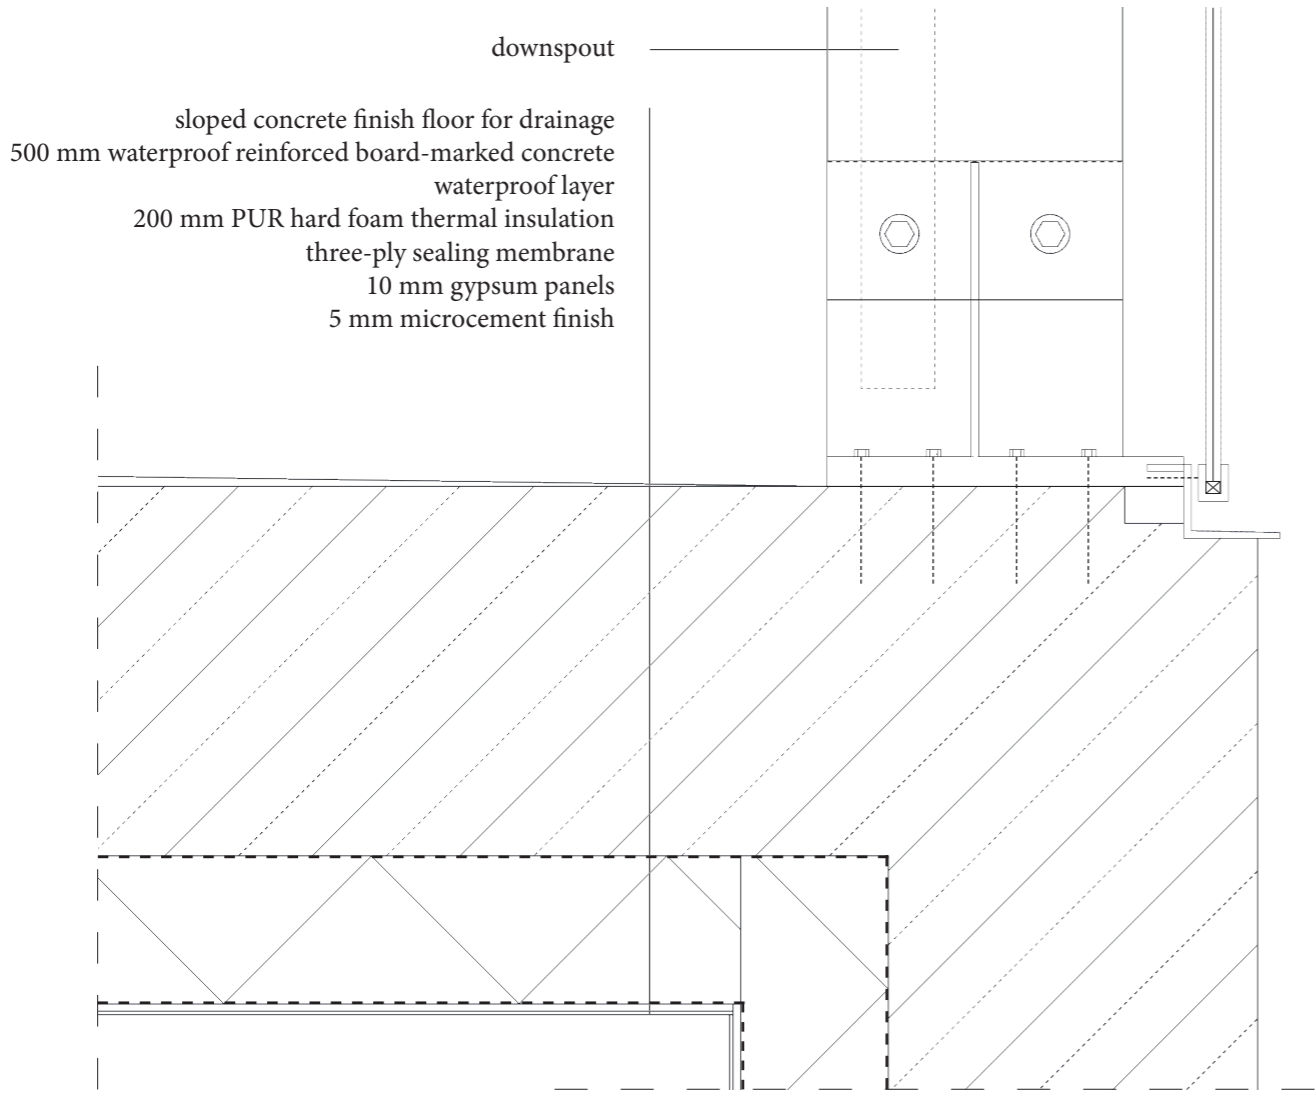 downspout
sloped concrete finish floor for drainage
500 mm waterproof reinforced board-marked concrete
waterproof layer
200 mm PUR hard foam thermal insulation
three-ply sealing membrane
10 mm gypsum panels
5 mm microcement finish